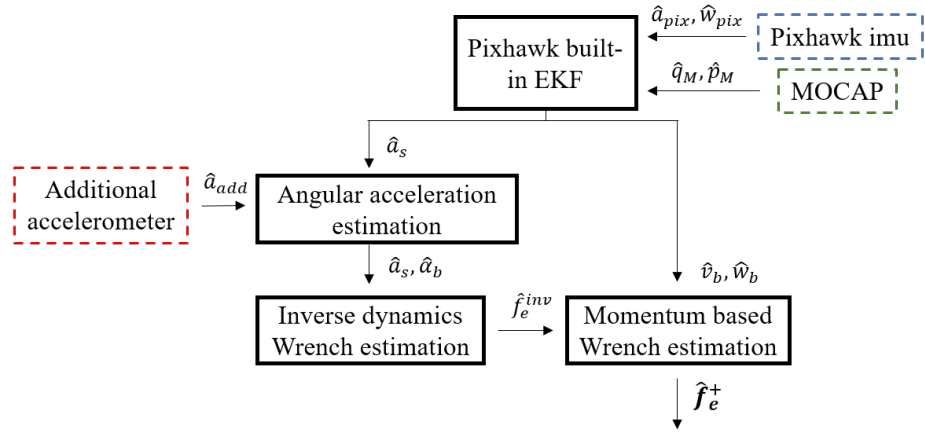 â_pix, ŵ_pix
Pixhawk built-
in EKF
Pixhawk imu
q̂_M, p̂_M
MOCAP
â_s
Additional
accelerometer
â_add
Angular acceleration
estimation
â_s, α̂_b
v̂_b, ŵ_b
Inverse dynamics
Wrench estimation
f̂_e^inv
Momentum based
Wrench estimation
f̂_e^+